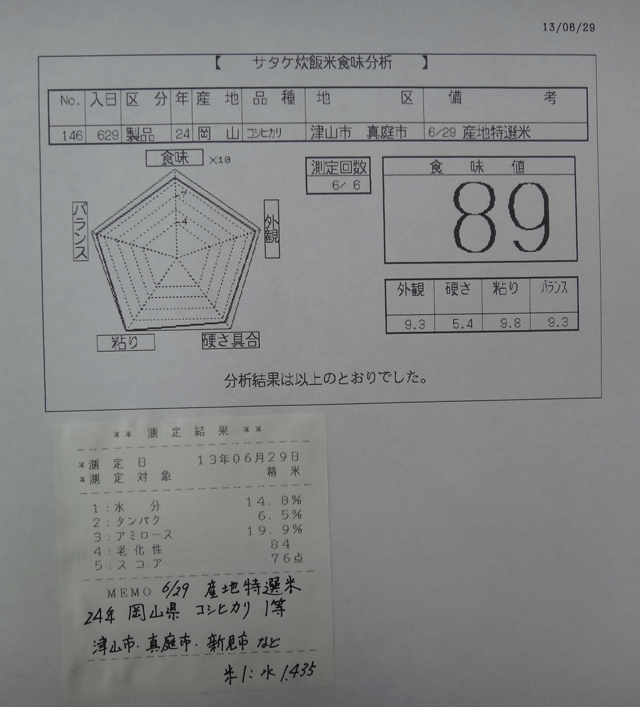 13/06/29
【 サタケ炊飯米食味分析 】
No. 入日 区分 年 産地 品種 地区 備考
146 629 製品 24 岡山 コシヒカリ 津山市 真庭市 6/29 産地特選米
食味 ×10
7
4
外観
硬さ具合
粘り
バランス
測定回数
6/ 6
食味値
89
外観 硬さ 粘り バランス
9.3 5.4 9.8 9.3
分析結果は以上のとおりでした。
** 測定結果 **
*測定日 13年06月29日
*測定対象 精米
1:水分 14.8%
2:タンパク 6.5%
3:アミロース 19.9%
4:老化性 84
5:スコア 76点
MEMO 6/29 産地特選米
24年 岡山県 コシヒカリ 1等
津山市・真庭市・新見市 など
米1:水1.435